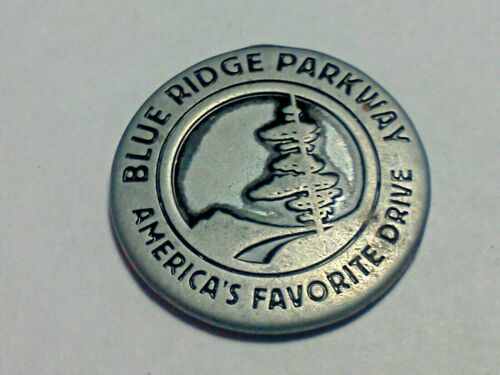 BLUE RIDGE PARKWAY
AMERICA'S FAVORITE DRIVE